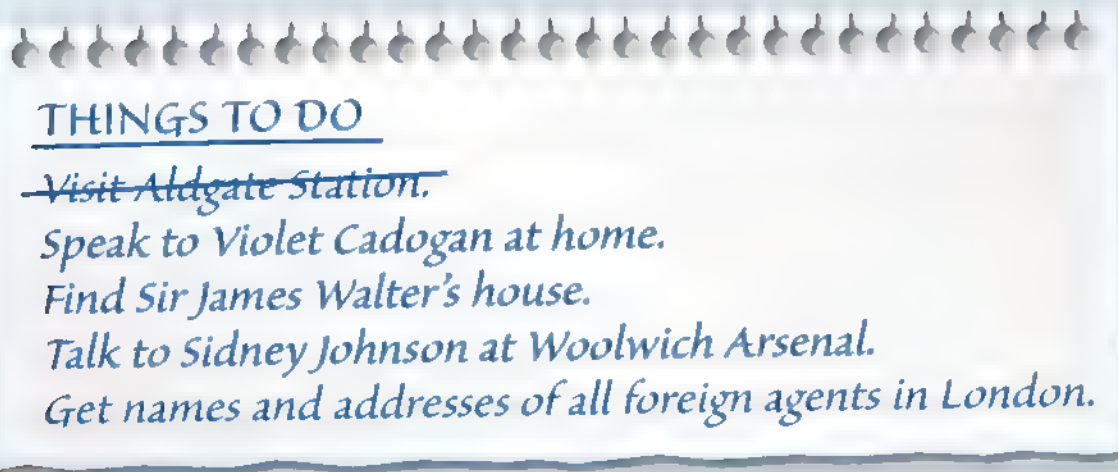 THINGS TO DO
Visit Aldgate Station.
Speak to Violet Cadogan at home.
Find Sir James Walter's house.
Talk to Sidney Johnson at Woolwich Arsenal.
Get names and addresses of all foreign agents in London.